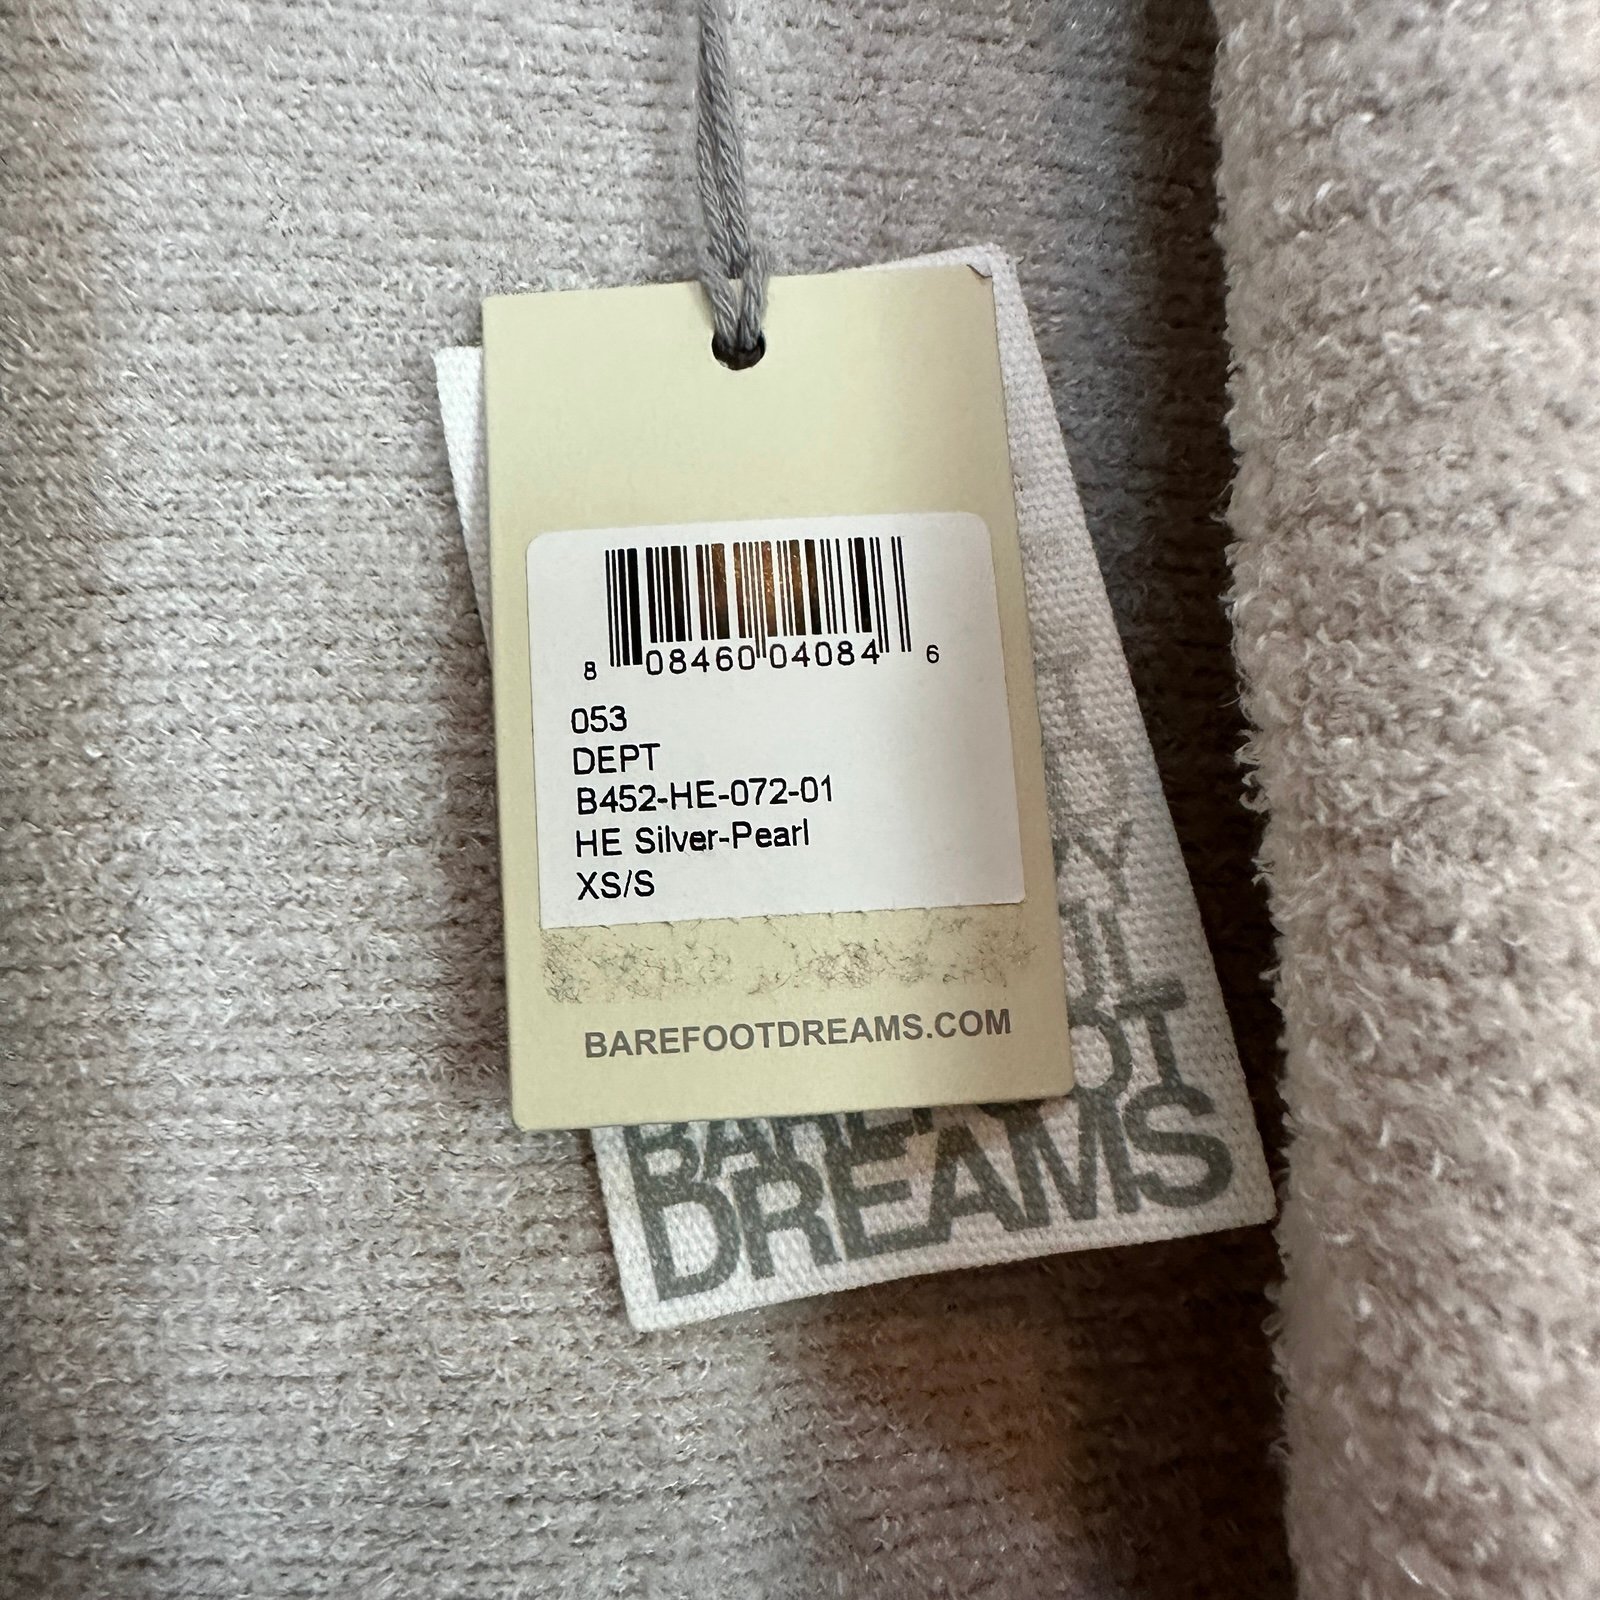 8 08460 04084 6
053
DEPT
B452-HE-072-01
HE Silver-Pearl
XS/S
BAREFOOTDREAMS.COM
DREAMS